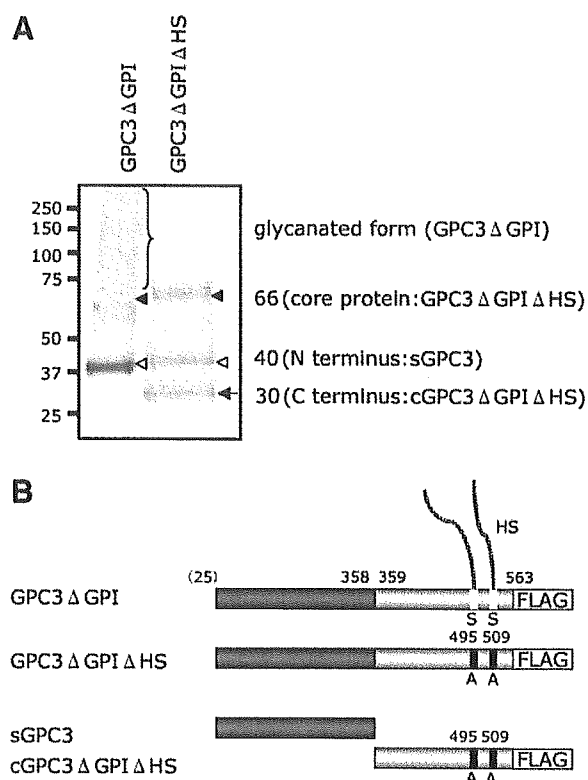 A
GPC3ΔGPI
GPC3ΔGPIΔHS
250
150
100
75
50
37
25
glycanated form (GPC3ΔGPI)
66 (core protein:GPC3ΔGPIΔHS)
40 (N terminus:sGPC3)
30 (C terminus:cGPC3ΔGPIΔHS)
B
HS
(25) 358 359 563
GPC3ΔGPI FLAG
S S
495 509
GPC3ΔGPIΔHS FLAG
A A
sGPC3
495 509
cGPC3ΔGPIΔHS FLAG
A A